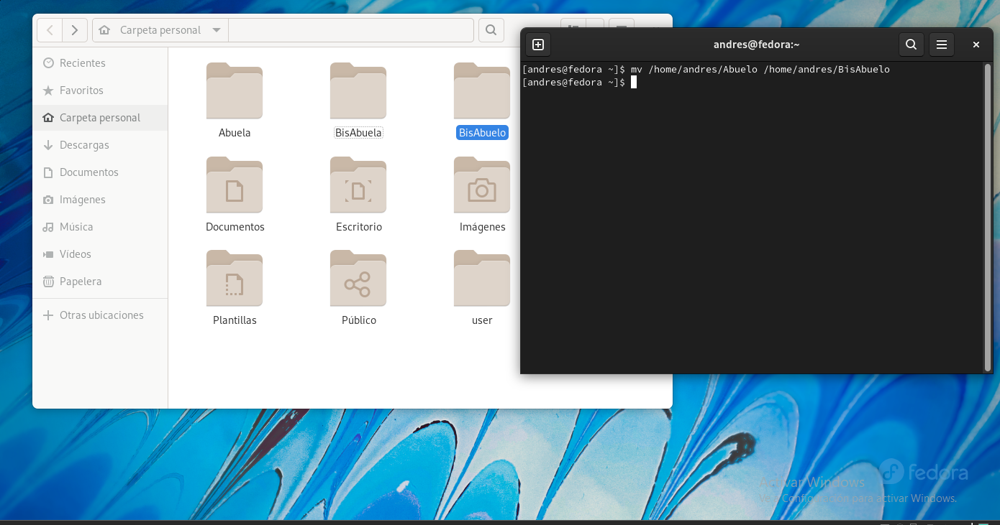 Carpeta personal
Recientes
Favoritos
Carpeta personal
Descargas
Documentos
Imágenes
Música
Vídeos
Papelera
Otras ubicaciones
Abuela
BisAbuela
BisAbuelo
Documentos
Escritorio
Imágenes
Plantillas
Público
user
andres@fedora:~
[andres@fedora ~]$ mv /home/andres/Abuelo /home/andres/BisAbuelo
[andres@fedora ~]$
fedora
Activar Windows
Ve a Configuración para activar Windows.